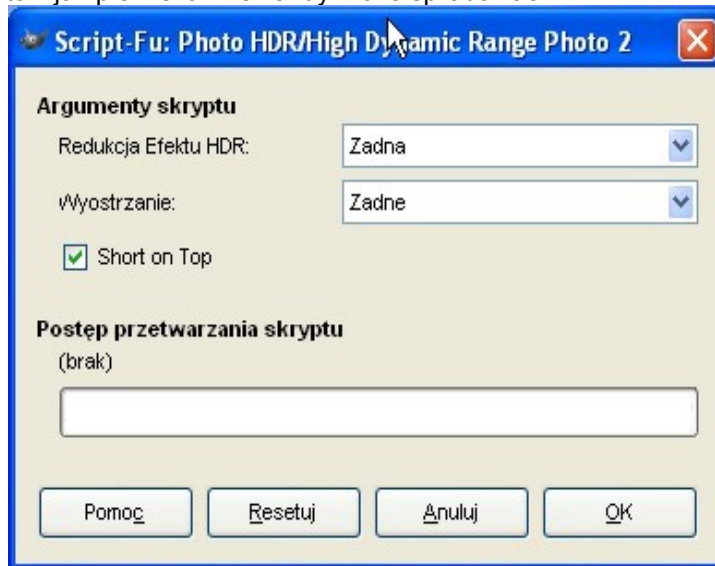 Script-Fu: Photo HDR/High Dynamic Range Photo 2
Argumenty skryptu
Redukcja Efektu HDR: Zadna
Wyostrzanie: Zadne
Short on Top
Postęp przetwarzania skryptu
(brak)
Pomoc Resetuj Anuluj OK